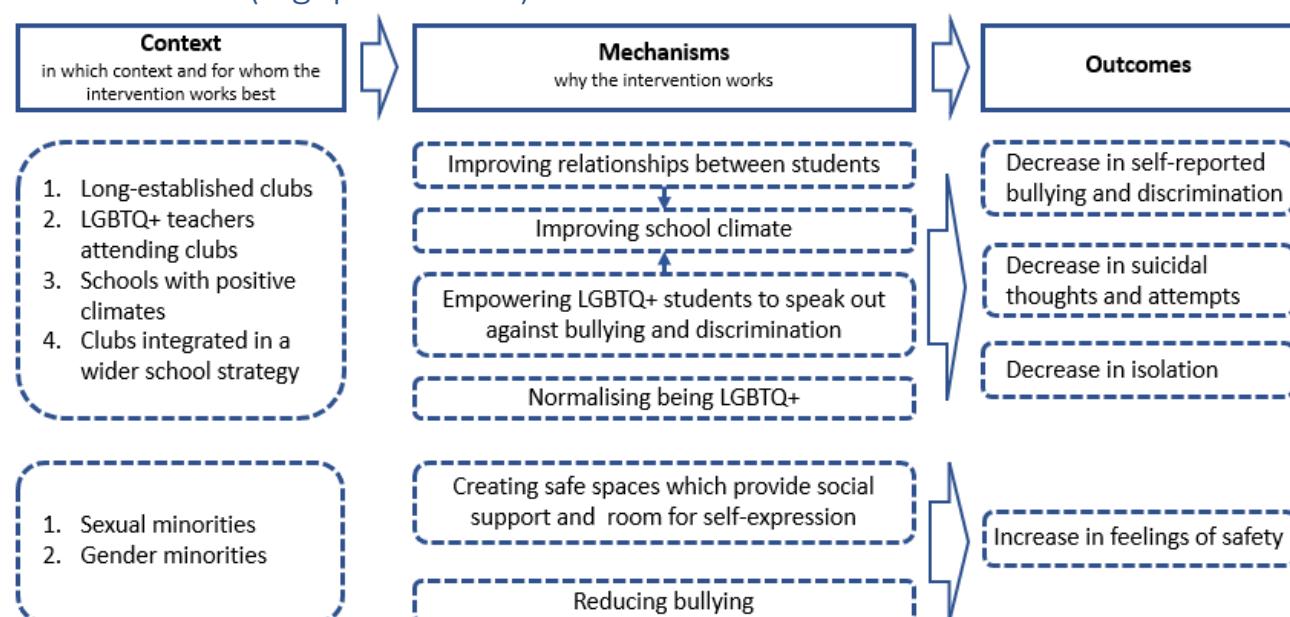 Context
in which context and for whom the
intervention works best
Mechanisms
why the intervention works
Outcomes
1. Long-established clubs
2. LGBTQ+ teachers
attending clubs
3. Schools with positive
climates
4. Clubs integrated in a
wider school strategy
Improving relationships between students
Improving school climate
Empowering LGBTQ+ students to speak out
against bullying and discrimination
Normalising being LGBTQ+
Decrease in self-reported
bullying and discrimination
Decrease in suicidal
thoughts and attempts
Decrease in isolation
1. Sexual minorities
2. Gender minorities
Creating safe spaces which provide social
support and room for self-expression
Reducing bullying
Increase in feelings of safety